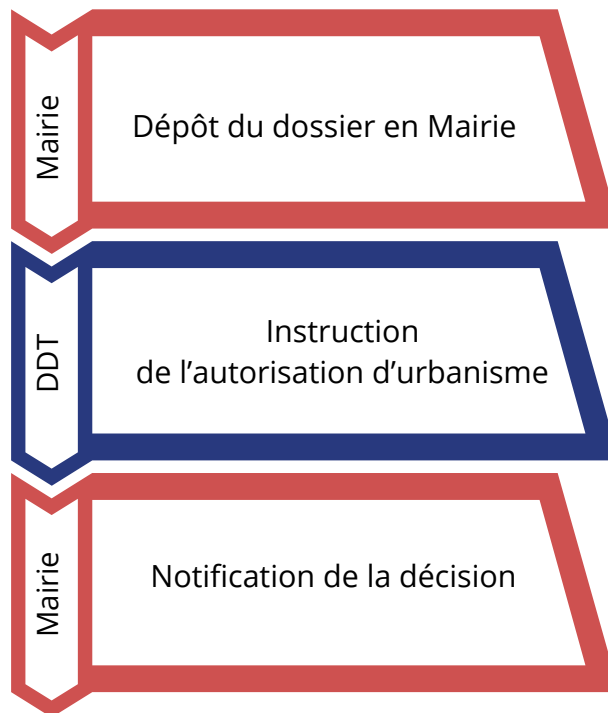 Mairie
Dépôt du dossier en Mairie
DDT
Instruction
de l’autorisation d’urbanisme
Mairie
Notification de la décision